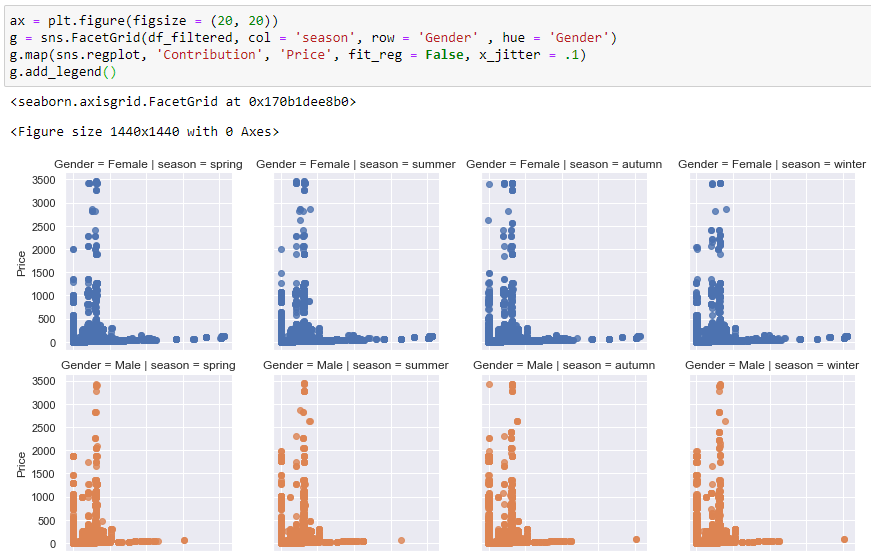 ax = plt.figure(figsize = (20, 20))
g = sns.FacetGrid(df_filtered, col = 'season', row = 'Gender' , hue = 'Gender')
g.map(sns.regplot, 'Contribution', 'Price', fit_reg = False, x_jitter = .1)
g.add_legend()
<seaborn.axisgrid.FacetGrid at 0x170b1dee8b0>
<Figure size 1440x1440 with 0 Axes>
Gender = Female | season = spring
Gender = Female | season = summer
Gender = Female | season = autumn
Gender = Female | season = winter
3500
3000
2500
2000
1500
1000
500
0
Price
Gender = Male | season = spring
Gender = Male | season = summer
Gender = Male | season = autumn
Gender = Male | season = winter
3500
3000
2500
2000
1500
1000
500
0
Price